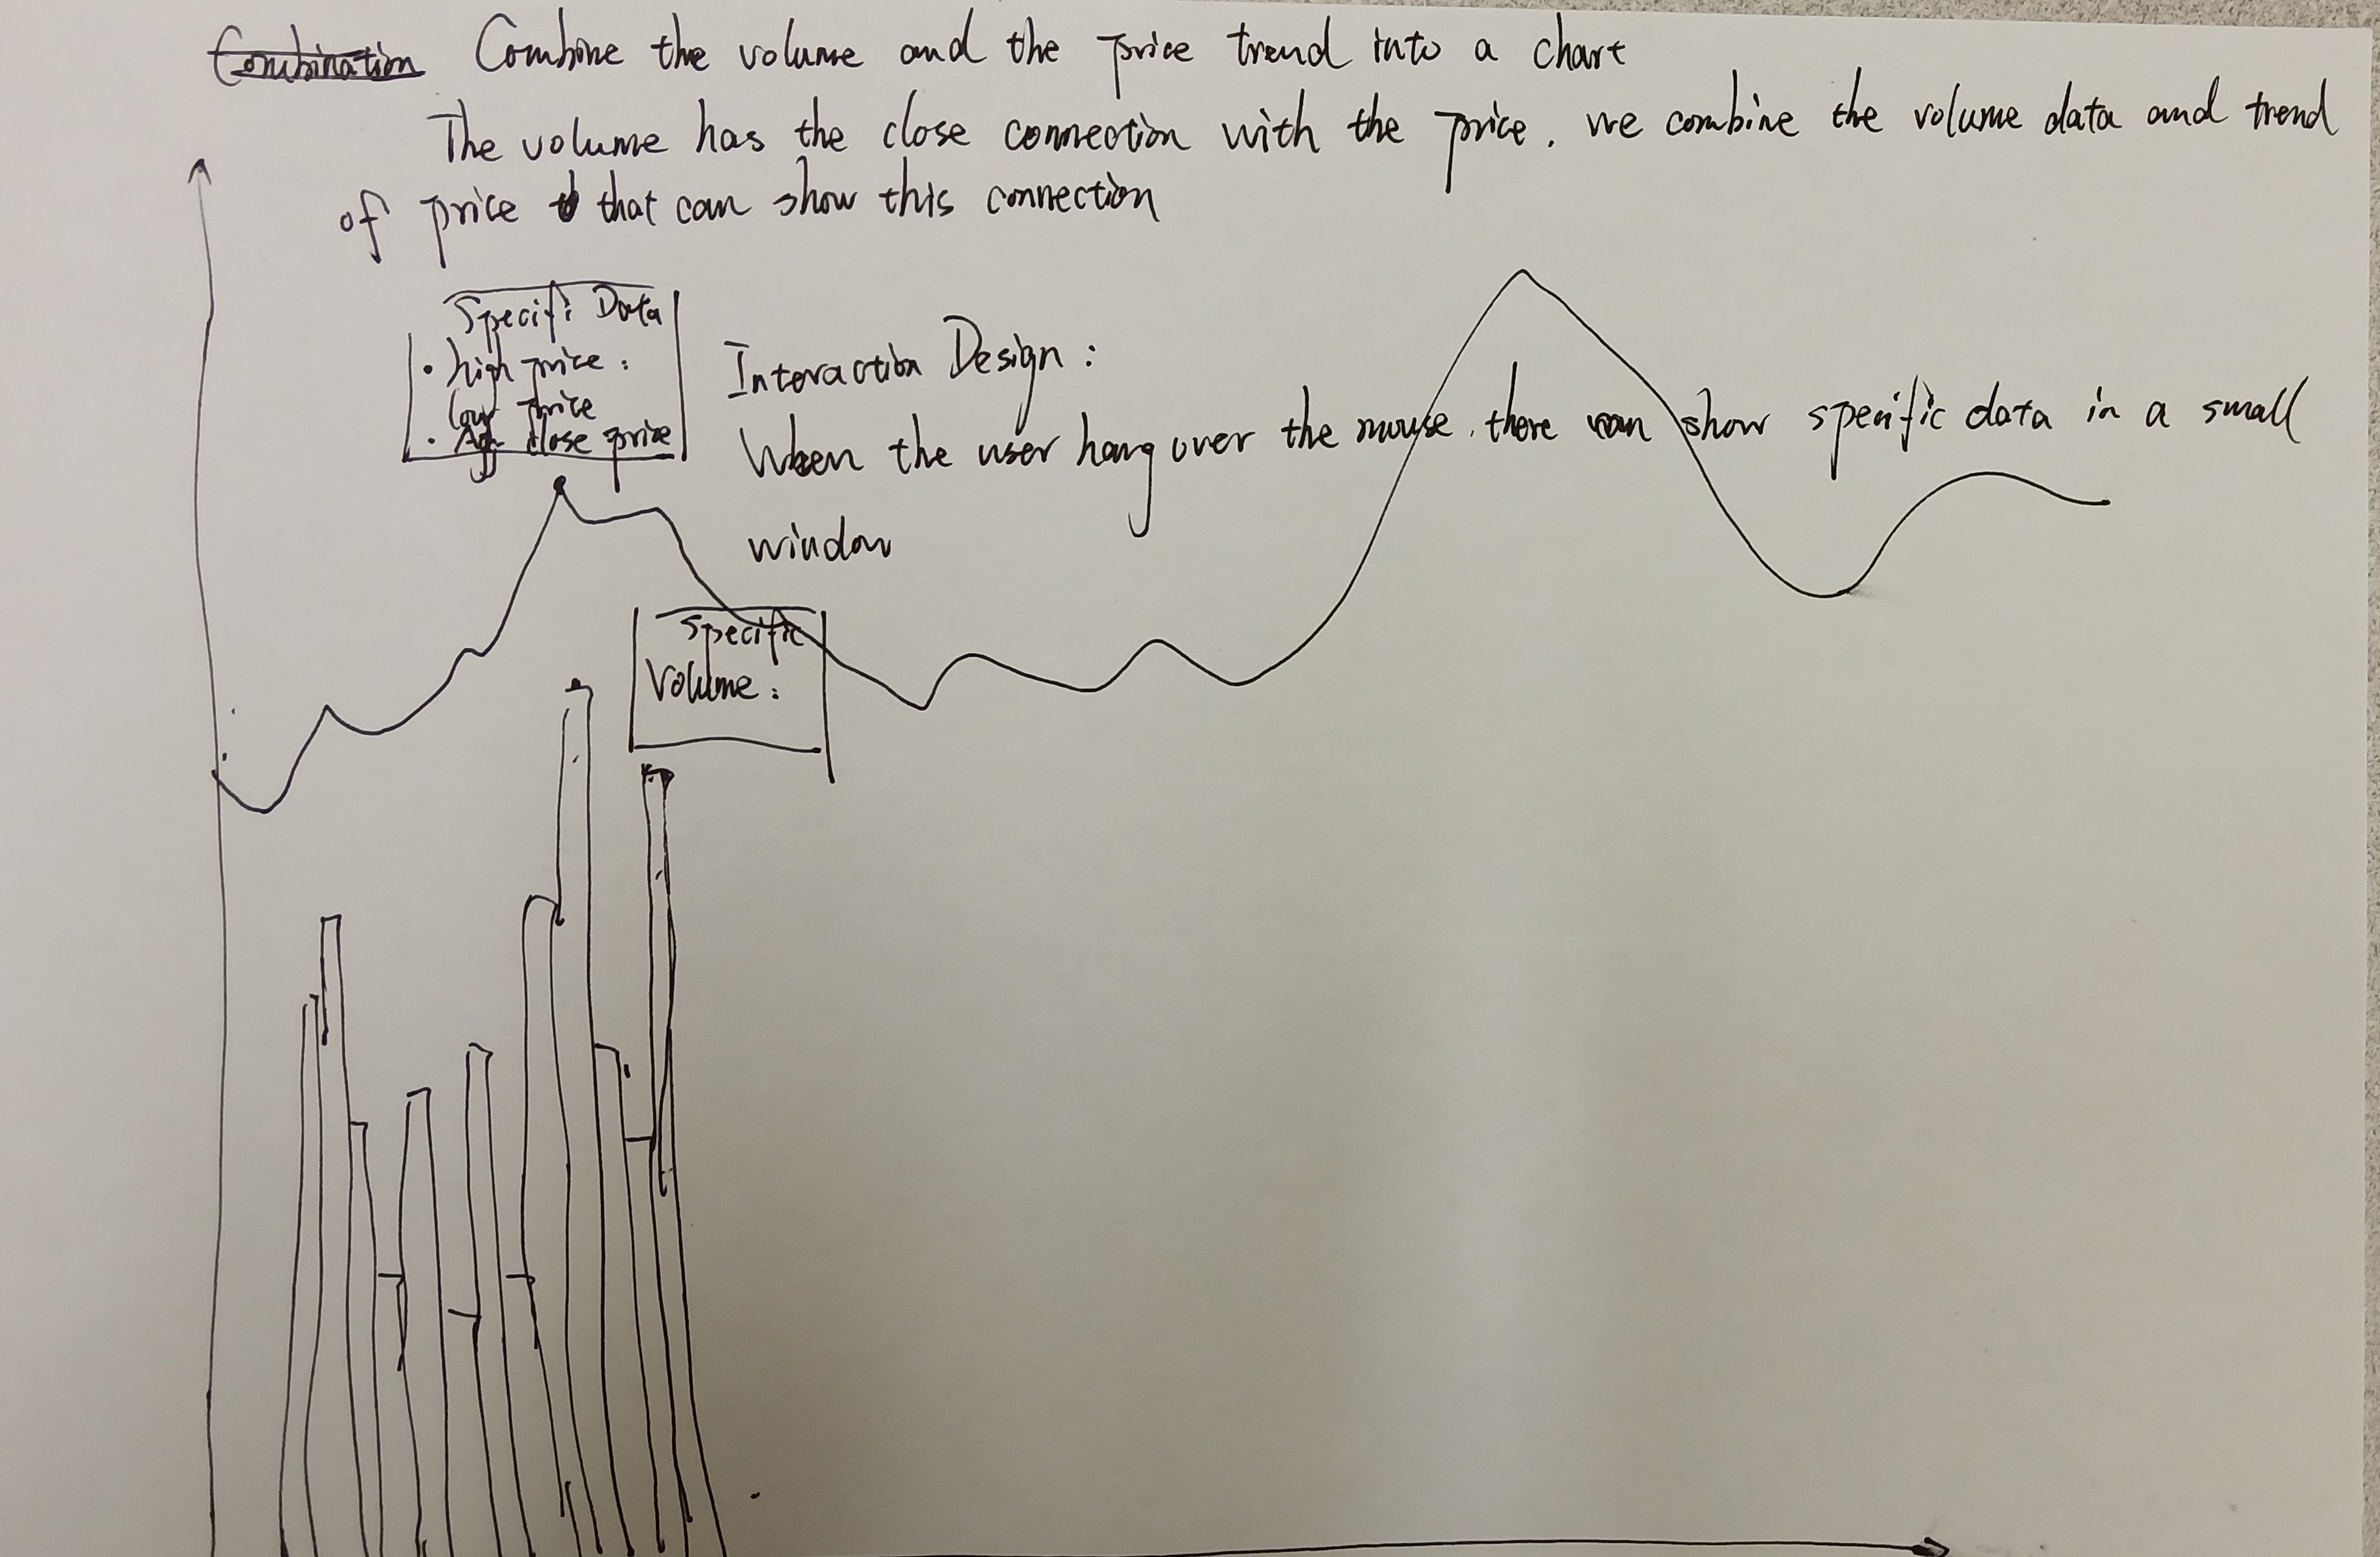 Combination Combine the volume and the price trend into a chart
The volume has the close connection with the price. we combine the volume data and trend
of price that can show this connection
Specifi Data
• high price :
low price
• close price
Interaction Design :
When the user hang over the mouse, there can show specific data in a small
window
Specific
Volume :